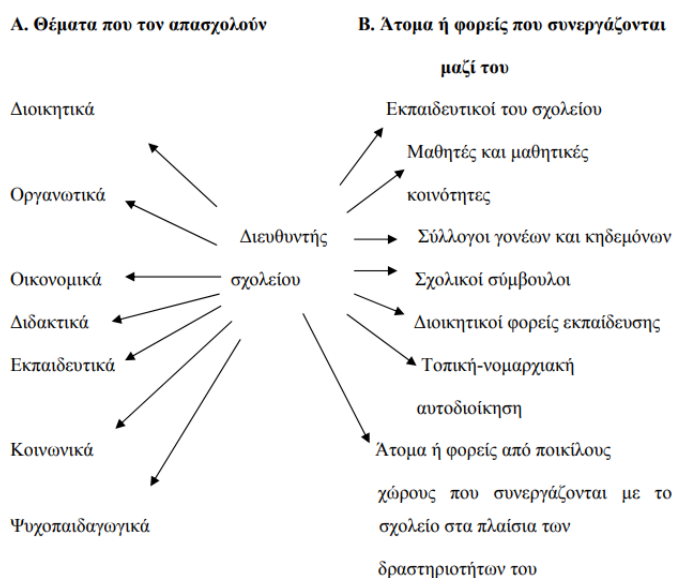 Α. Θέματα που τον απασχολούν
Β. Άτομα ή φορείς που συνεργάζονται
μαζί του
Διοικητικά
Οργανωτικά
Οικονομικά
Διδακτικά
Εκπαιδευτικά
Κοινωνικά
Ψυχοπαιδαγωγικά
Διευθυντής
σχολείου
Εκπαιδευτικοί του σχολείου
Μαθητές και μαθητικές
κοινότητες
Σύλλογοι γονέων και κηδεμόνων
Σχολικοί σύμβουλοι
Διοικητικοί φορείς εκπαίδευσης
Τοπική-νομαρχιακή
αυτοδιοίκηση
Άτομα ή φορείς από ποικίλους
χώρους που συνεργάζονται με το
σχολείο στα πλαίσια των
δραστηριοτήτων του